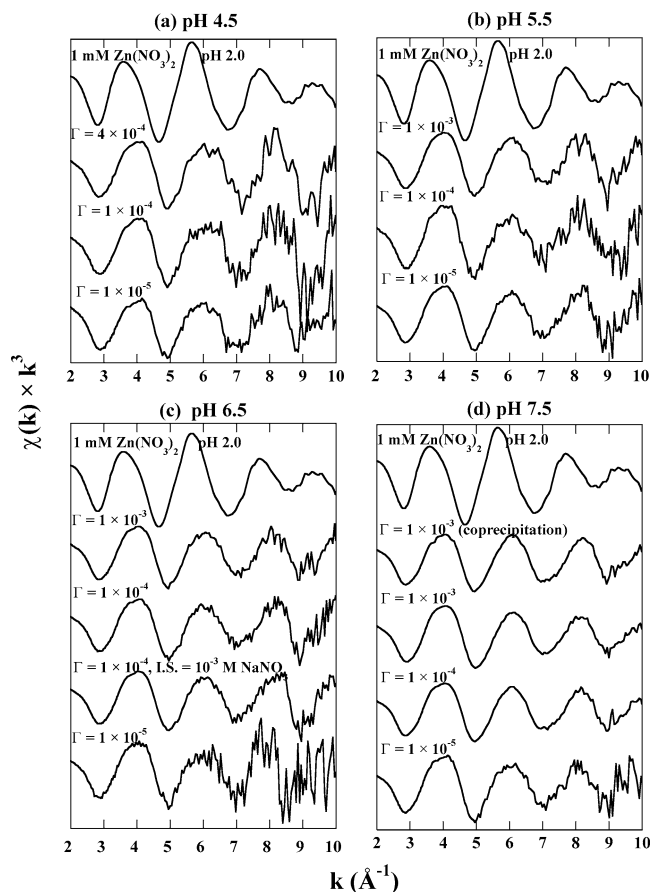 (a) pH 4.5
1 mM Zn(NO3)2 pH 2.0
Γ = 4 × 10-4
Γ = 1 × 10-4
Γ = 1 × 10-5
2 3 4 5 6 7 8 9 10
(b) pH 5.5
1 mM Zn(NO3)2 pH 2.0
Γ = 1 × 10-3
Γ = 1 × 10-4
Γ = 1 × 10-5
2 3 4 5 6 7 8 9 10
χ(k) × k3
(c) pH 6.5
1 mM Zn(NO3)2 pH 2.0
Γ = 1 × 10-3
Γ = 1 × 10-4
Γ = 1 × 10-4, I.S. = 10-3 M NaNO
Γ = 1 × 10-5
2 3 4 5 6 7 8 9 10
(d) pH 7.5
1 mM Zn(NO3)2 pH 2.0
Γ = 1 × 10-3 (coprecipitation)
Γ = 1 × 10-3
Γ = 1 × 10-4
Γ = 1 × 10-5
2 3 4 5 6 7 8 9 10
k (Å-1)